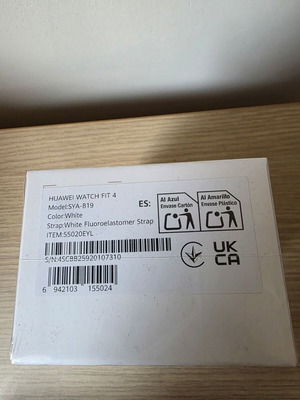 HUAWEI WATCH FIT 4
Model:SYA-B19
Color:White
Strap:White Fluoroelastomer Strap
ITEM:55020EYL
S/N:4SCBB25920107310
6 942103 155024
ES:
Al Azul
Envase Cartón
Al Amarillo
Envase Plástico
UK
CA